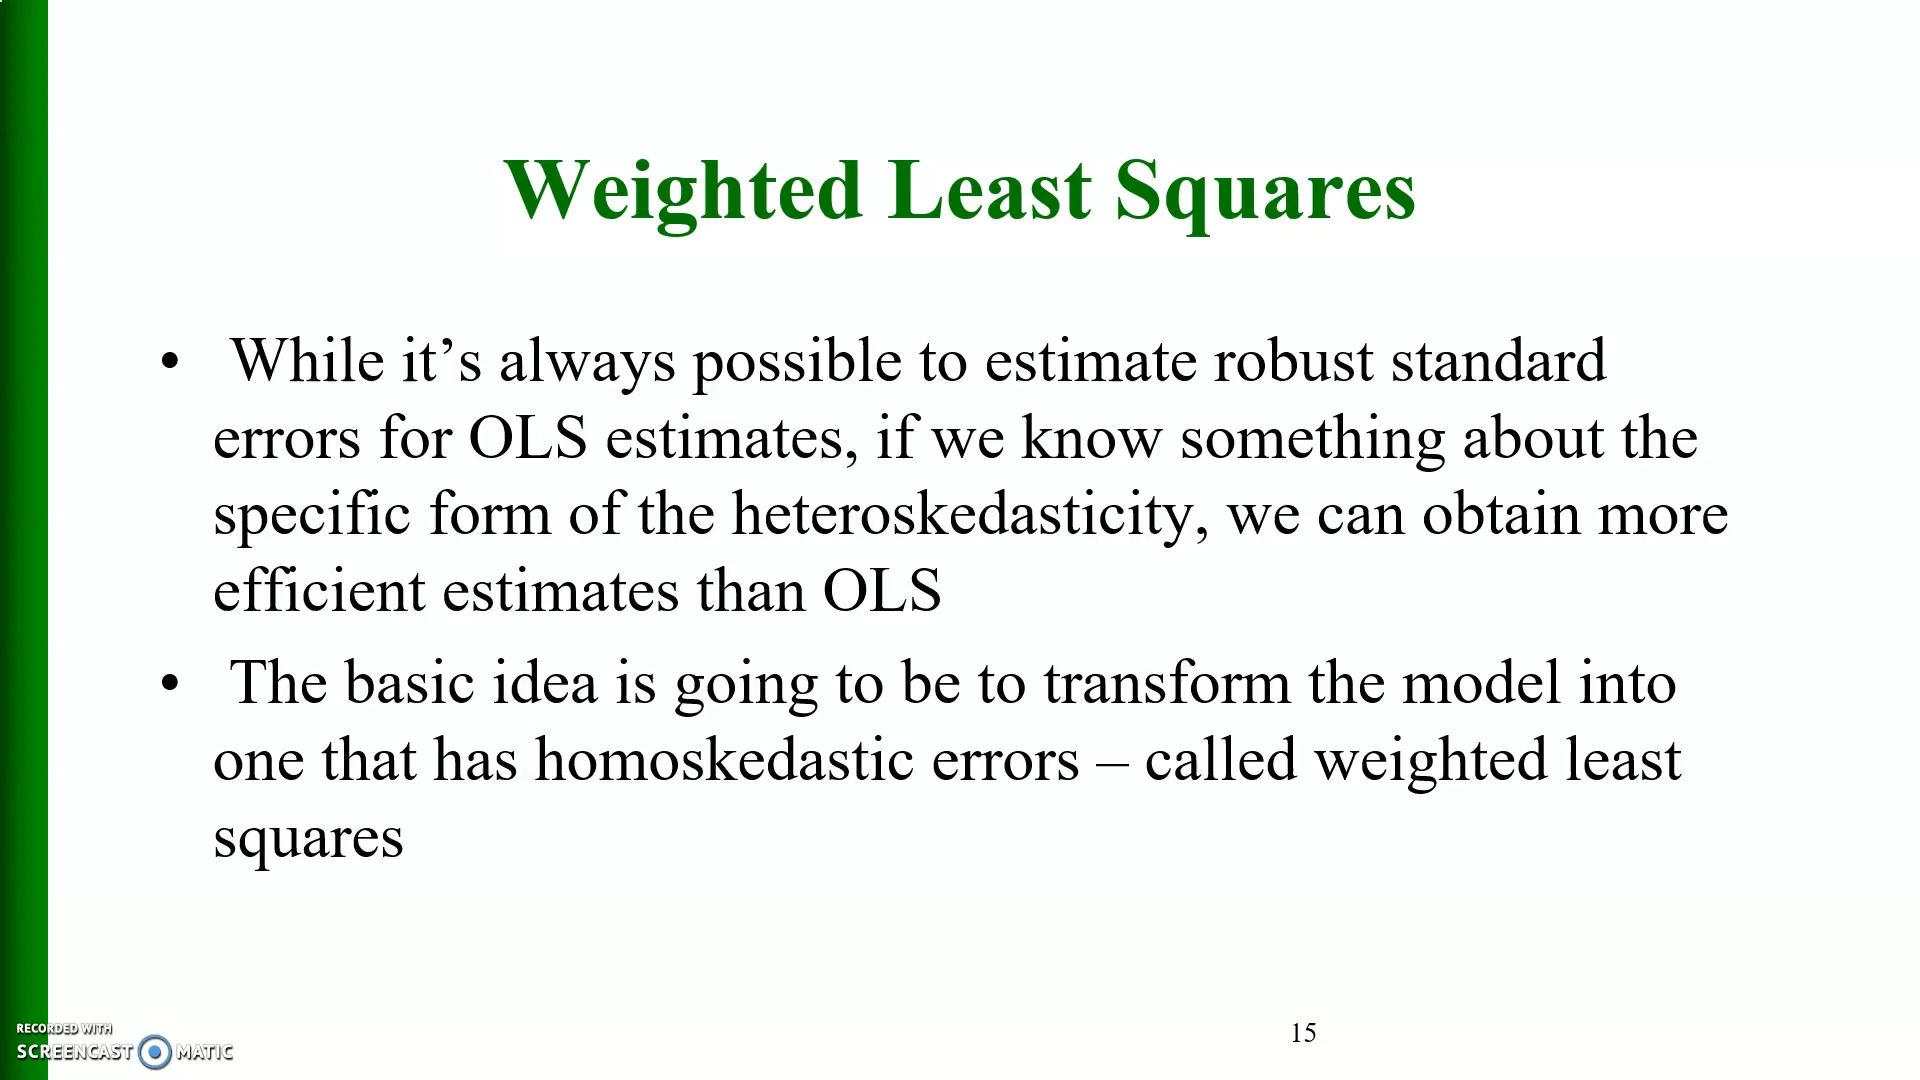 Weighted Least Squares
• While it’s always possible to estimate robust standard
errors for OLS estimates, if we know something about the
specific form of the heteroskedasticity, we can obtain more
efficient estimates than OLS
• The basic idea is going to be to transform the model into
one that has homoskedastic errors – called weighted least
squares
15
RECORDED WITH
SCREENCAST MATIC